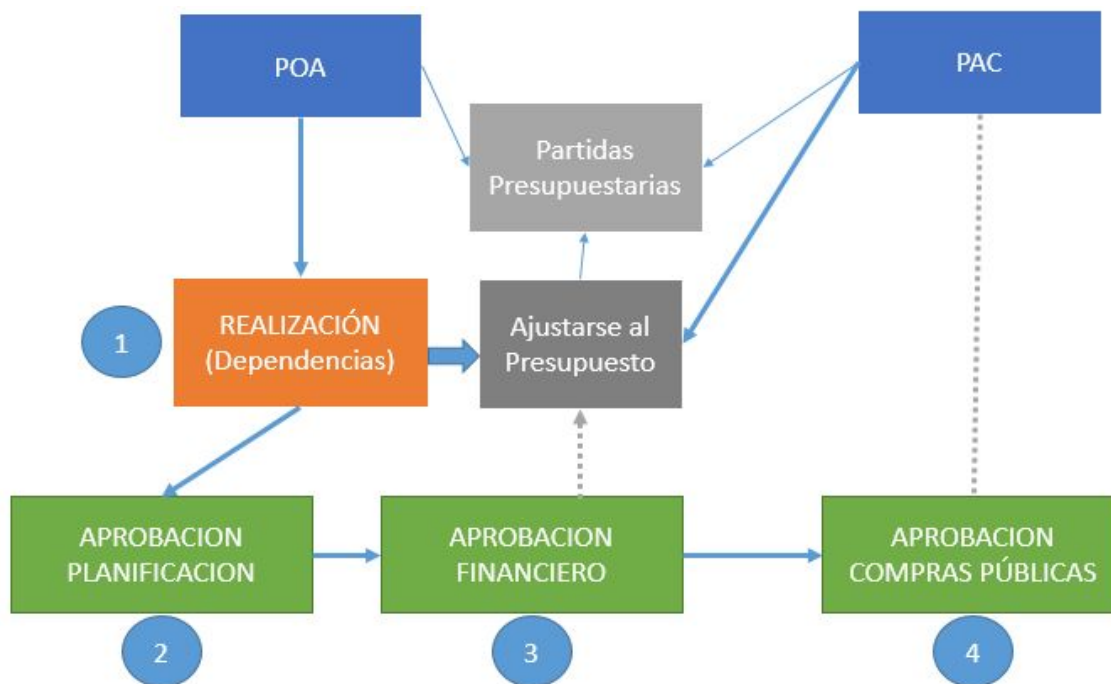 POA
PAC
Partidas
Presupuestarias
1
REALIZACIÓN
(Dependencias)
Ajustarse al
Presupuesto
APROBACION
PLANIFICACION
APROBACION
FINANCIERO
APROBACION
COMPRAS PÚBLICAS
2
3
4